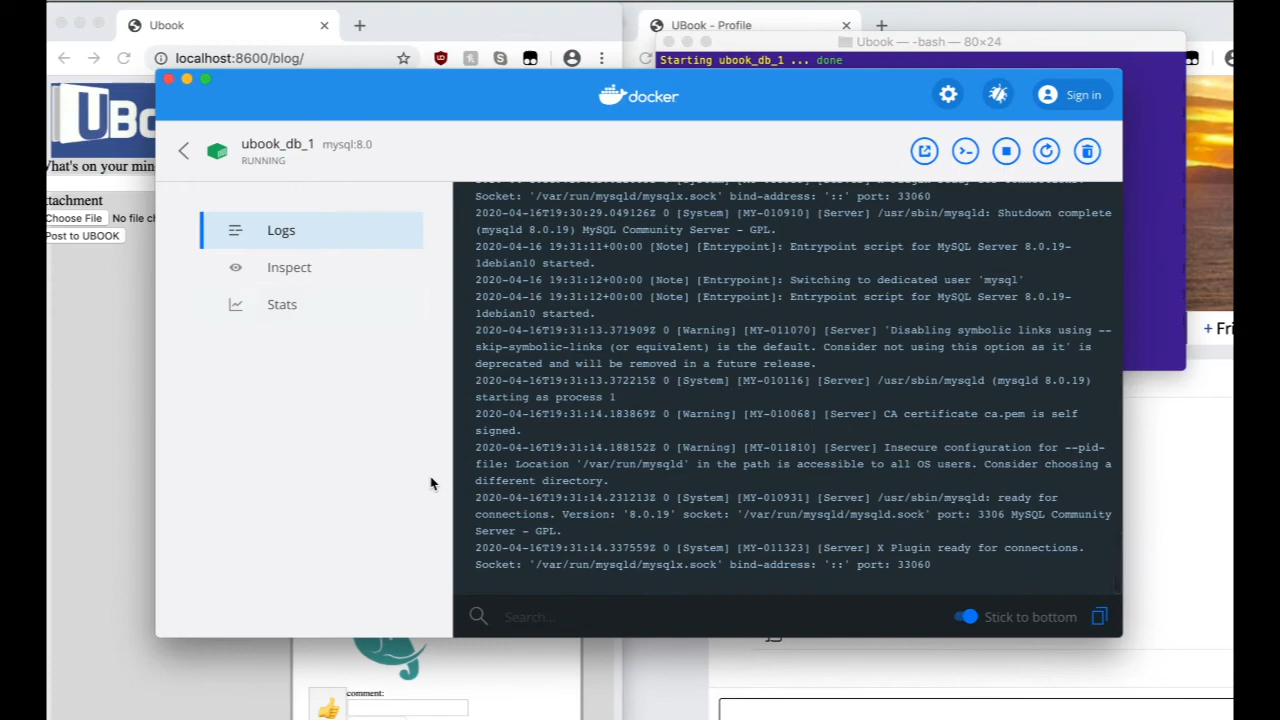 Ubook
UBook - Profile
Ubook — -bash — 80×24
localhost:8600/blog/
Starting ubook_db_1 ... done
docker
Sign in
UBo
ubook_db_1 mysql:8.0
RUNNING
What's on your min
ttachment
Choose File No file ch
Post to UBOOK
Logs
Inspect
Stats
+ Fri
Socket: '/var/run/mysqld/mysqlx.sock' bind-address: '::' port: 33060
2020-04-16T19:30:29.049126Z 0 [System] [MY-010910] [Server] /usr/sbin/mysqld: Shutdown complete
(mysqld 8.0.19) MySQL Community Server - GPL.
2020-04-16 19:31:11+00:00 [Note] [Entrypoint]: Entrypoint script for MySQL Server 8.0.19-
1debian10 started.
2020-04-16 19:31:12+00:00 [Note] [Entrypoint]: Switching to dedicated user 'mysql'
2020-04-16 19:31:12+00:00 [Note] [Entrypoint]: Entrypoint script for MySQL Server 8.0.19-
1debian10 started.
2020-04-16T19:31:13.371909Z 0 [Warning] [MY-011070] [Server] 'Disabling symbolic links using --
skip-symbolic-links (or equivalent) is the default. Consider not using this option as it' is
deprecated and will be removed in a future release.
2020-04-16T19:31:13.372215Z 0 [System] [MY-010116] [Server] /usr/sbin/mysqld (mysqld 8.0.19)
starting as process 1
2020-04-16T19:31:14.183869Z 0 [Warning] [MY-010068] [Server] CA certificate ca.pem is self
signed.
2020-04-16T19:31:14.188152Z 0 [Warning] [MY-011810] [Server] Insecure configuration for --pid-
file: Location '/var/run/mysqld' in the path is accessible to all OS users. Consider choosing a
different directory.
2020-04-16T19:31:14.231213Z 0 [System] [MY-010931] [Server] /usr/sbin/mysqld: ready for
connections. Version: '8.0.19' socket: '/var/run/mysqld/mysqld.sock' port: 3306 MySQL Community
Server - GPL.
2020-04-16T19:31:14.337559Z 0 [System] [MY-011323] [Server] X Plugin ready for connections.
Socket: '/var/run/mysqld/mysqlx.sock' bind-address: '::' port: 33060
Search...
Stick to bottom
comment: